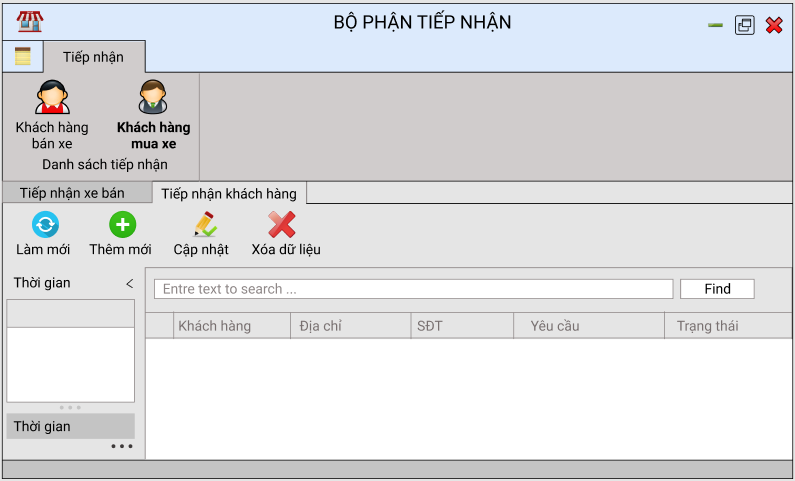 BỘ PHẬN TIẾP NHẬN
Tiếp nhận
Khách hàng
bán xe
Khách hàng
mua xe
Danh sách tiếp nhận
Tiếp nhận xe bán
Tiếp nhận khách hàng
Làm mới
Thêm mới
Cập nhật
Xóa dữ liệu
Thời gian <
Entre text to search ...
Find
Khách hàng
Địa chỉ
SĐT
Yêu cầu
Trạng thái
Thời gian